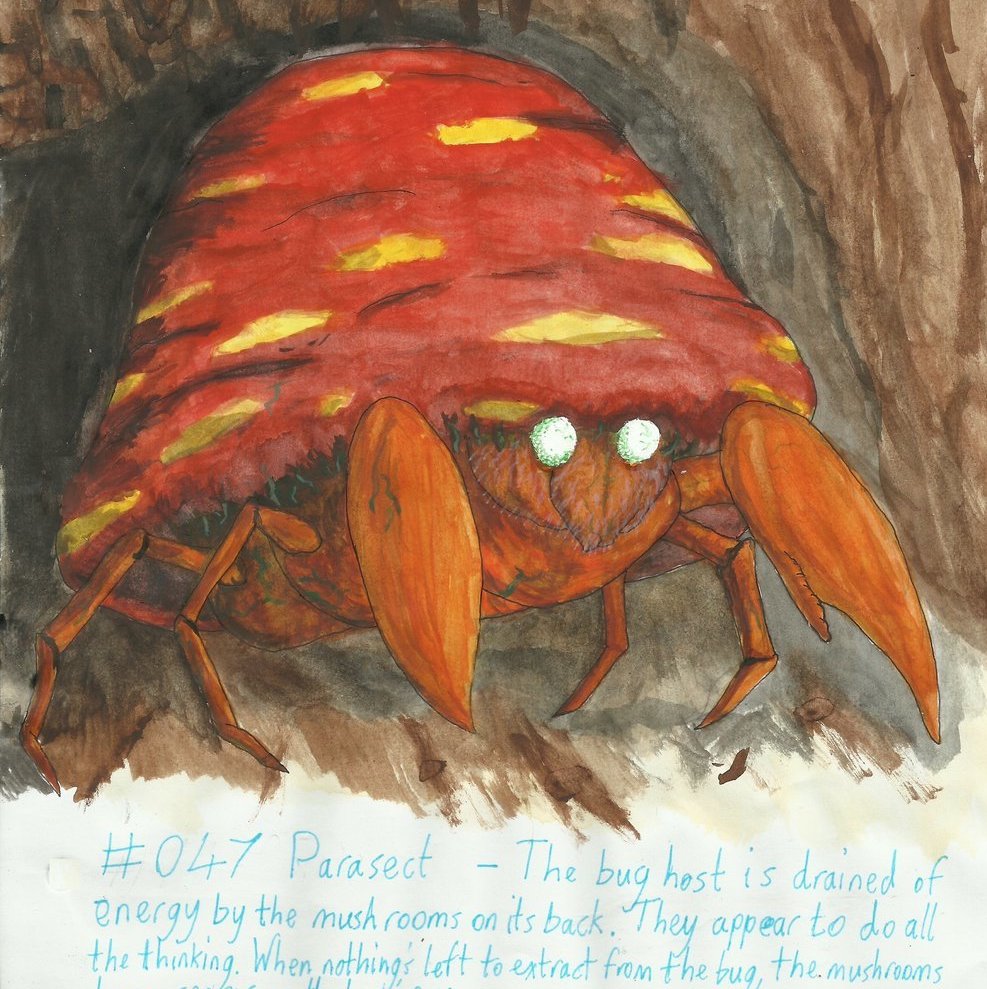 #047 Parasect - The bug host is drained of
energy by the mushrooms on its back. They appear to do all
the thinking. When nothing's left to extract from the bug, the mushrooms